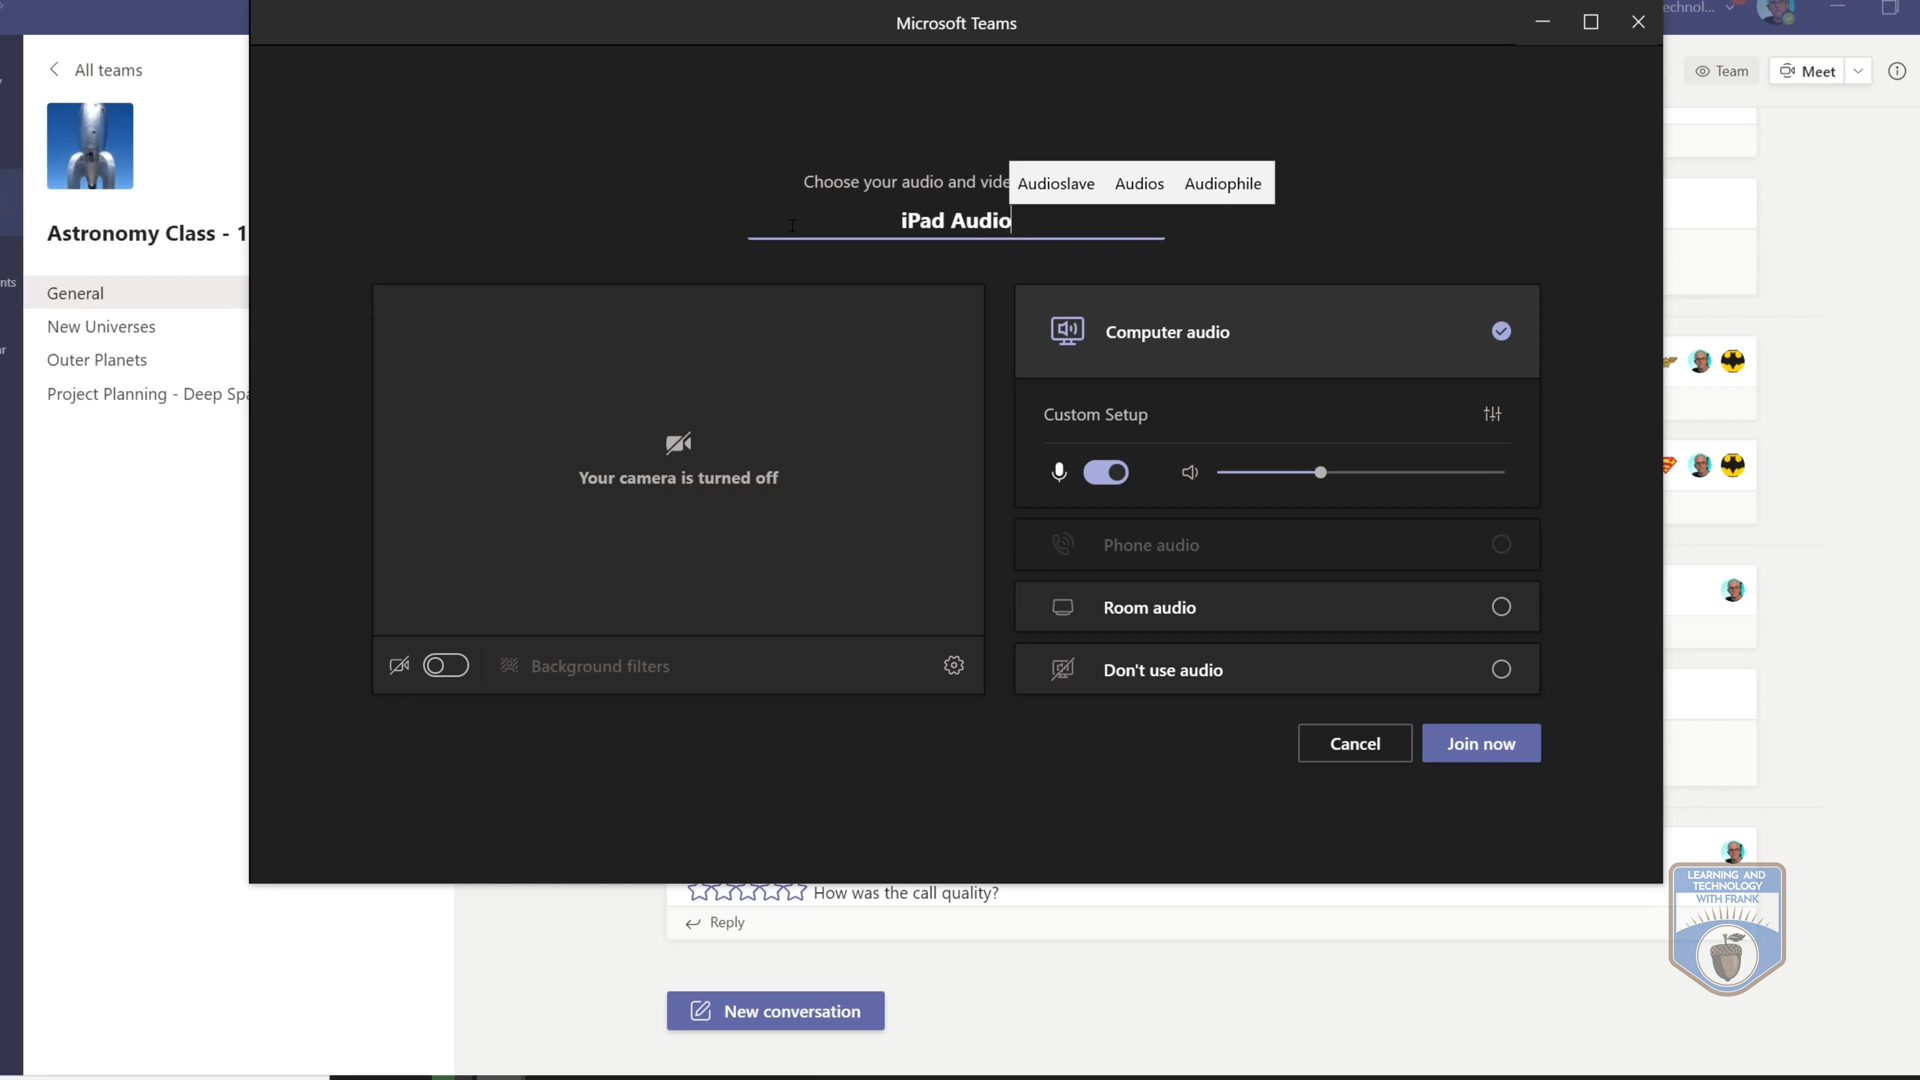 Microsoft Teams
echnol...
All teams
Team
Meet
Choose your audio and vide
Audioslave Audios Audiophile
iPad Audio
Astronomy Class - 1
General
New Universes
Outer Planets
Project Planning - Deep Spa
nts
Your camera is turned off
Background filters
Computer audio
Custom Setup
Phone audio
Room audio
Don't use audio
Cancel
Join now
How was the call quality?
Reply
New conversation
LEARNING AND
TECHNOLOGY
WITH FRANK